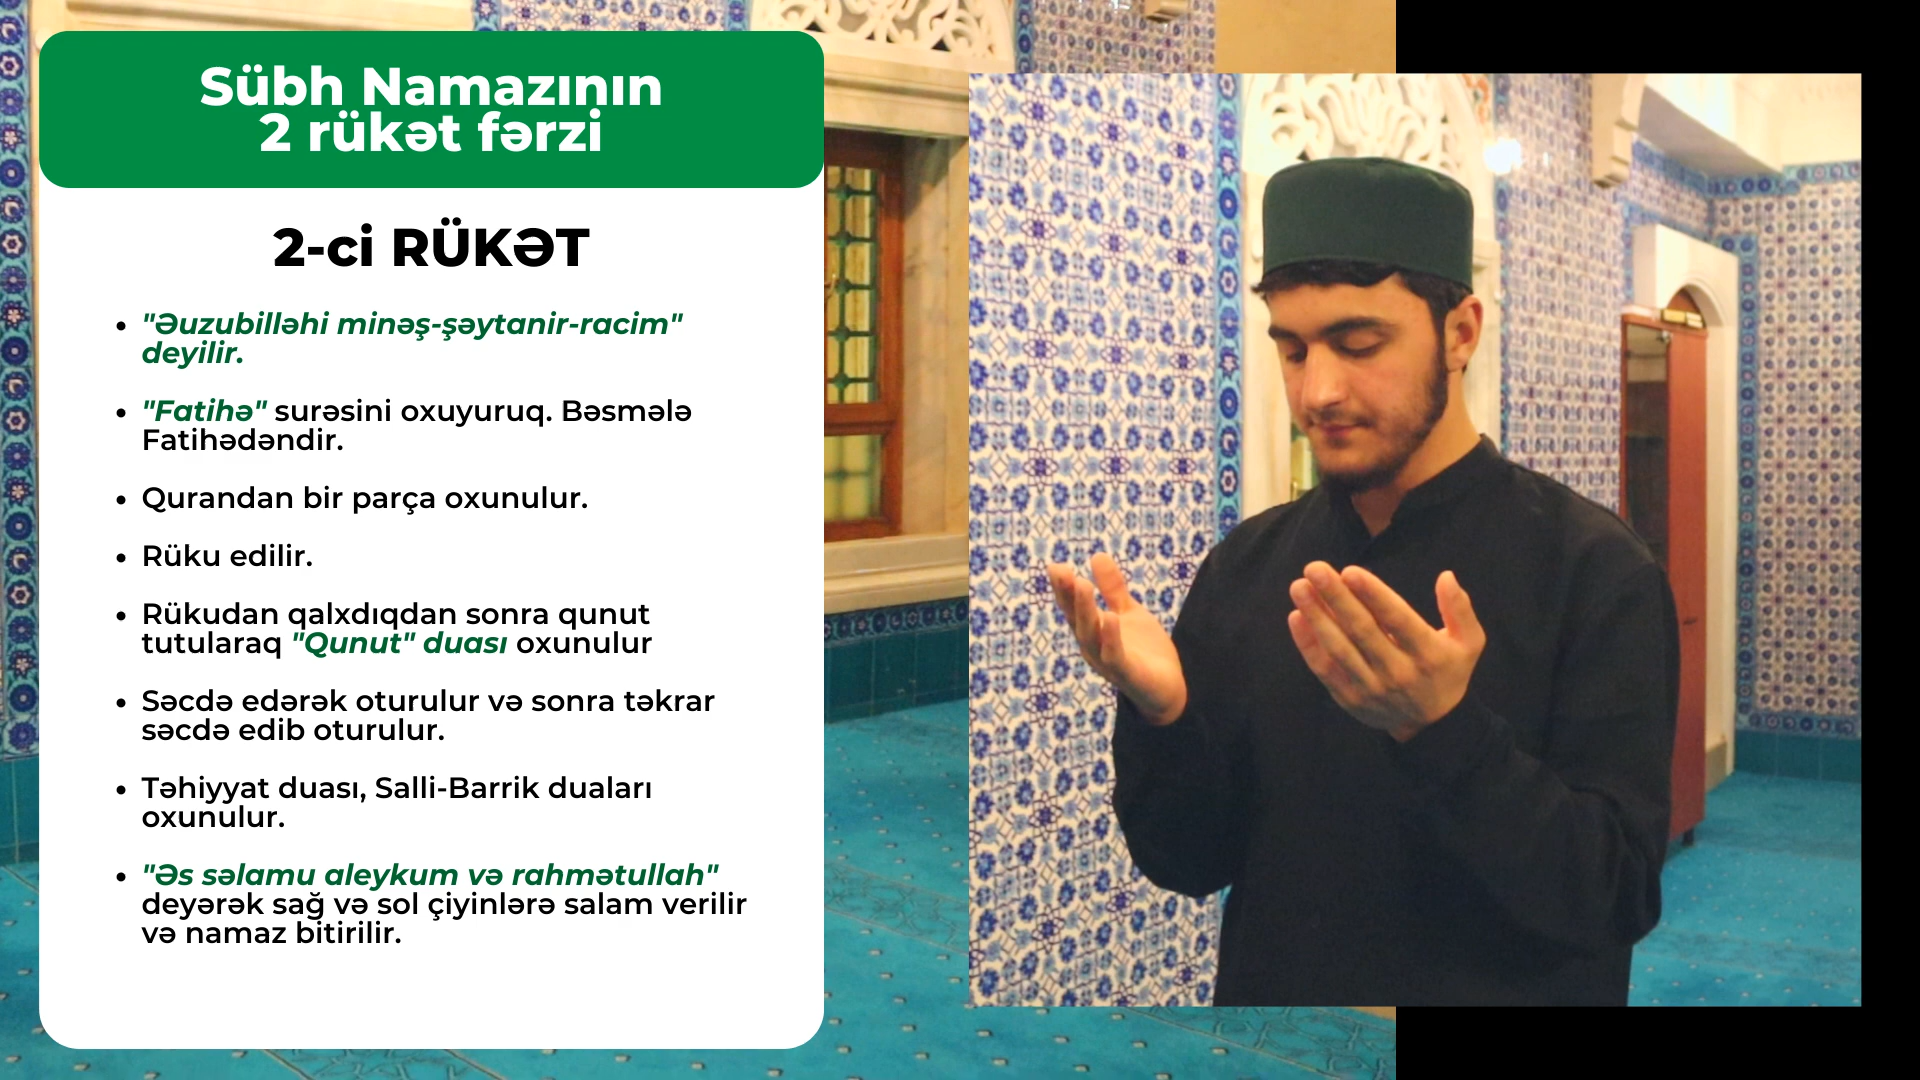 Sübh Namazının
2 rükət fərzi
2-ci RÜKƏT
• "Əuzubilləhi minəş-şəytanir-racim"
deyilir.
• "Fatihə" surəsini oxuyuruq. Bəsmələ
Fatihədəndir.
• Qurandan bir parça oxunulur.
• Rüku edilir.
• Rükudan qalxdıqdan sonra qunut
tutularaq "Qunut" duası oxunulur
• Səcdə edərək oturulur və sonra təkrar
səcdə edib oturulur.
• Təhiyyat duası, Salli-Barrik duaları
oxunulur.
• "Əs səlamu aleykum və rahmətullah"
deyərək sağ və sol çiyinlərə salam verilir
və namaz bitirilir.